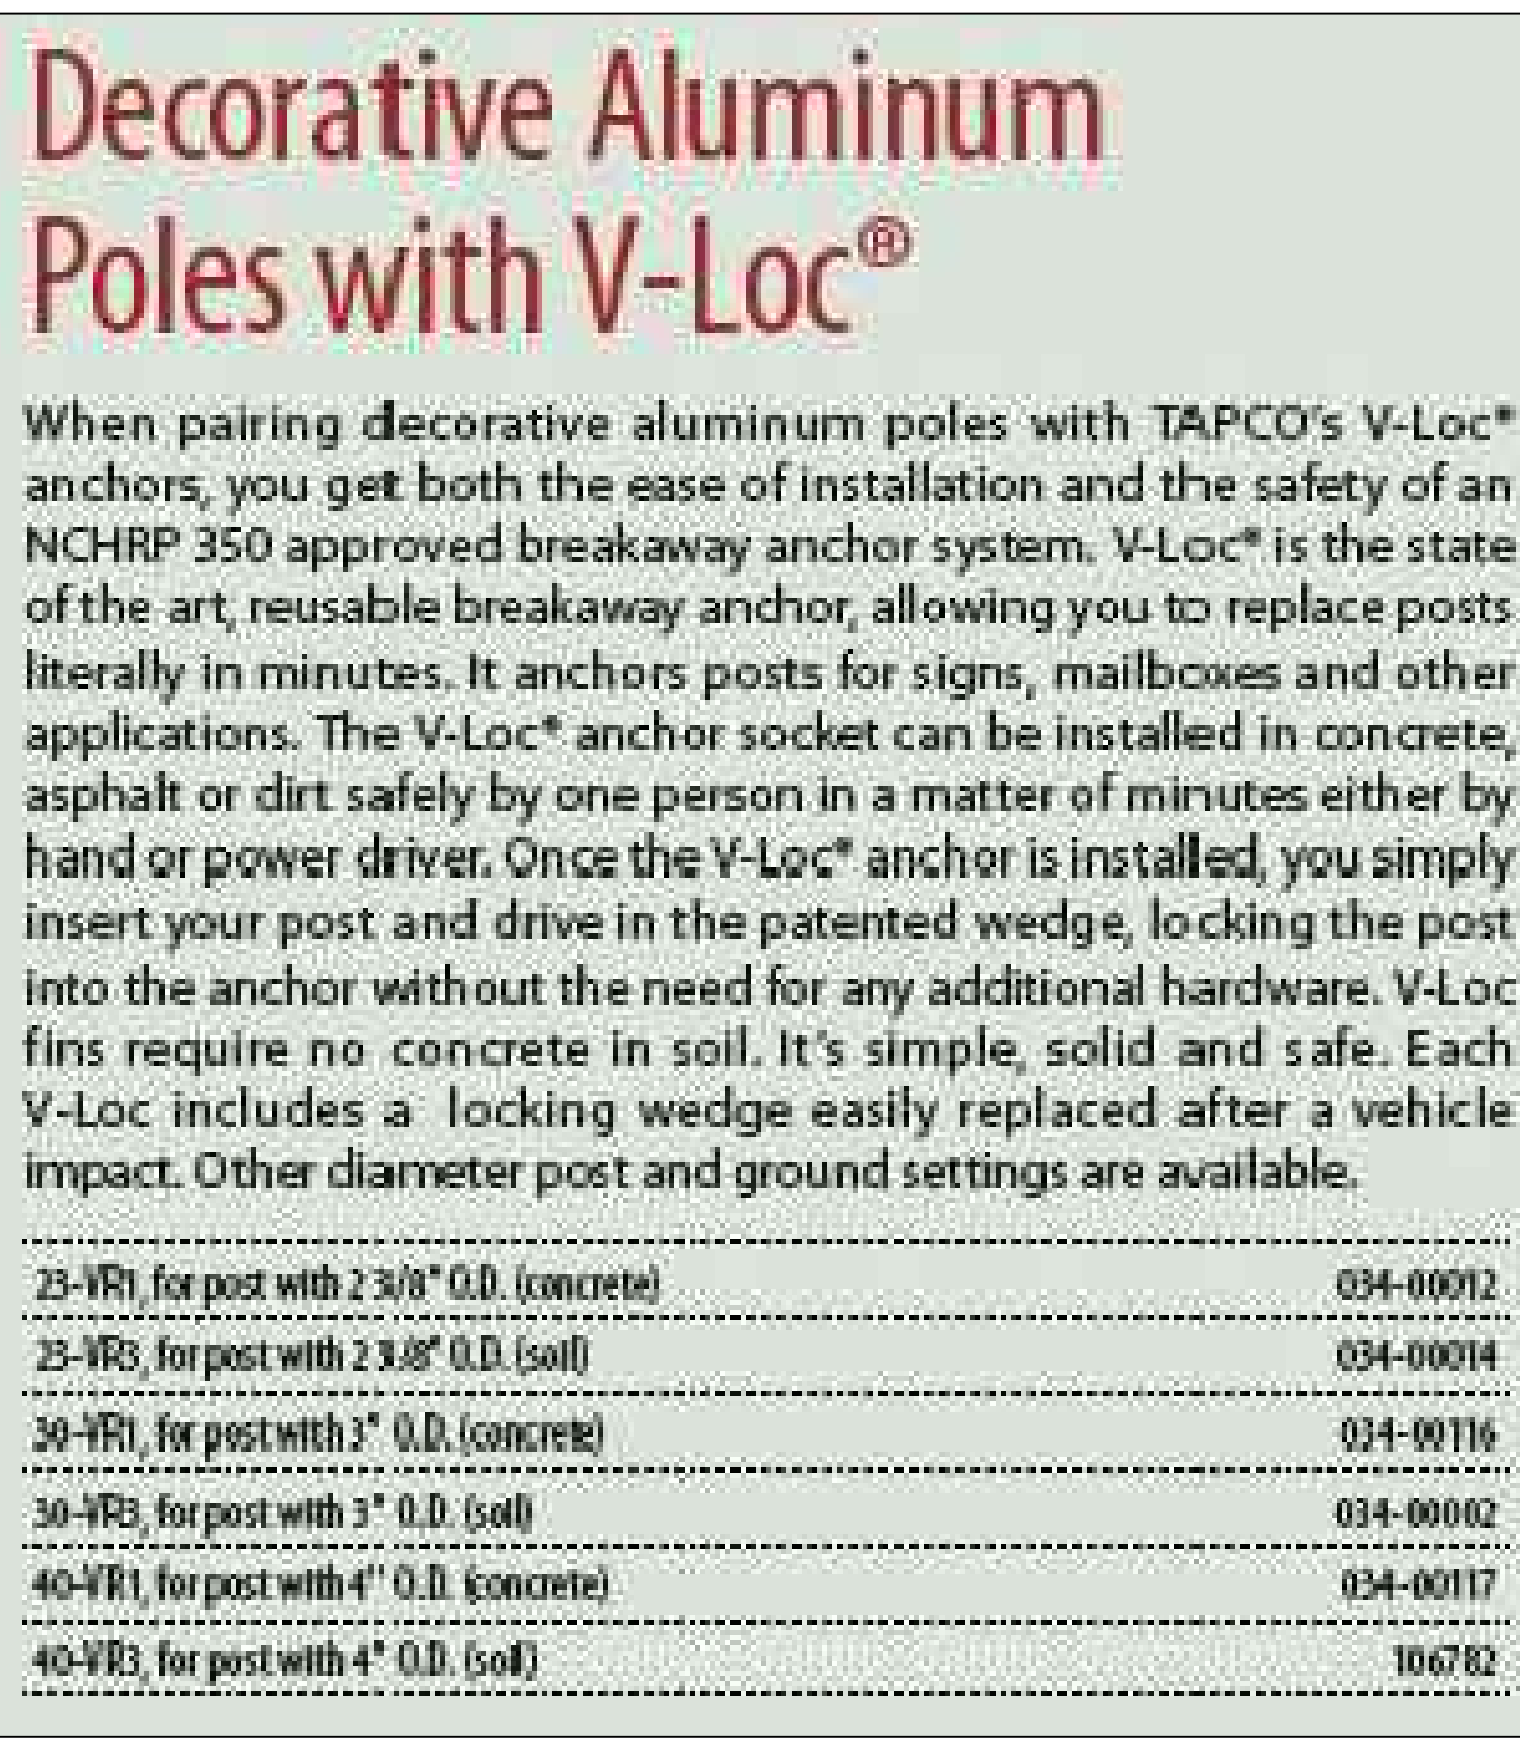 Decorative Aluminum
Poles with V-Loc®
When pairing decorative aluminum poles with TAPCO's V-Loc®
anchors, you get both the ease of installation and the safety of an
NCHRP 350 approved breakaway anchor system. V-Loc® is the state
of the art, reusable breakaway anchor, allowing you to replace posts
literally in minutes. It anchors posts for signs, mailboxes and other
applications. The V-Loc® anchor socket can be installed in concrete,
asphalt or dirt safely by one person in a matter of minutes either by
hand or power driver. Once the V-Loc® anchor is installed, you simply
insert your post and drive in the patented wedge, locking the post
into the anchor without the need for any additional hardware. V-Loc
fins require no concrete in soil. It's simple, solid and safe. Each
V-Loc includes a locking wedge easily replaced after a vehicle
impact. Other diameter post and ground settings are available.
23-VR1, for post with 2 3/8" O.D. (concrete) 034-00012
23-VR3, for post with 2 3/8" O.D. (soil) 034-00014
30-VR1, for post with 3" O.D. (concrete) 034-00116
30-VR3, for post with 3" O.D. (soil) 034-00002
40-VR1, for post with 4" O.D. (concrete) 034-00117
40-VR3, for post with 4" O.D. (soil) 106782